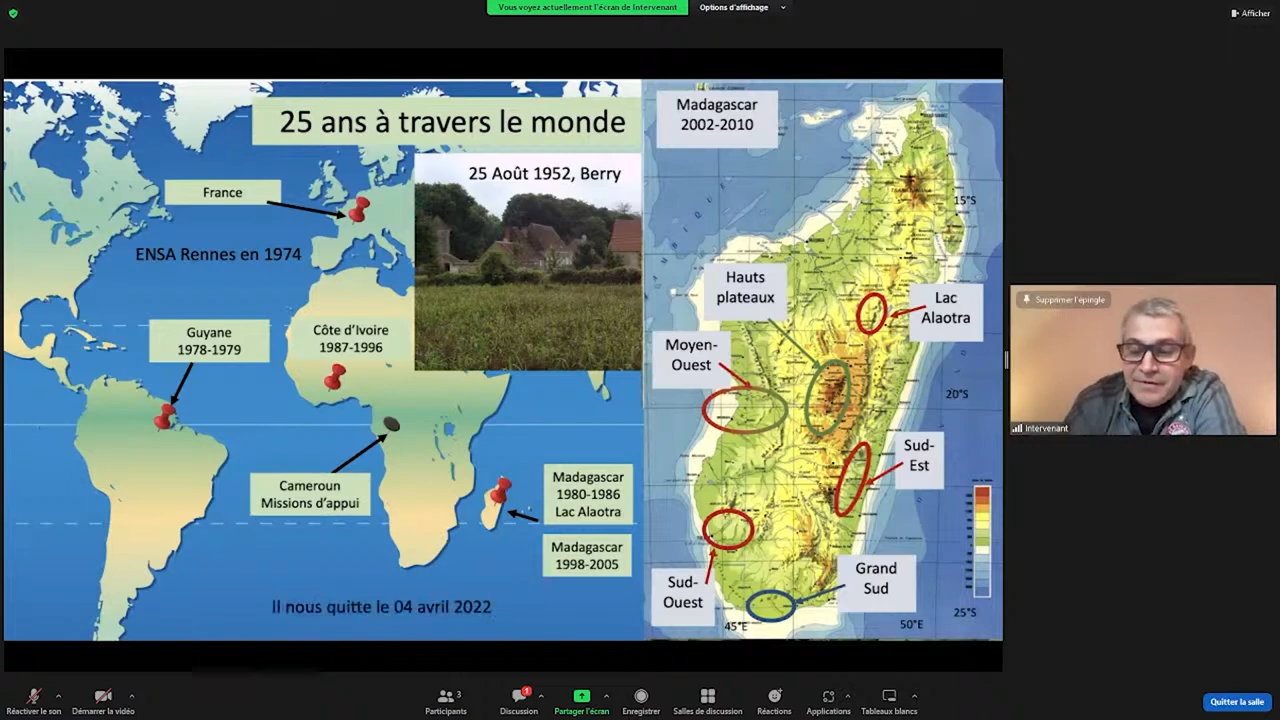 Vous voyez actuellement l'écran de Intervenant
Options d'affichage
Afficher
25 ans à travers le monde
25 Août 1952, Berry
France
ENSA Rennes en 1974
Guyane
1978-1979
Côte d'Ivoire
1987-1996
Cameroun
Missions d'appui
Madagascar
1980-1986
Lac Alaotra
Madagascar
1998-2005
Il nous quitte le 04 avril 2022
Madagascar
2002-2010
15°S
Hauts
plateaux
Lac
Alaotra
Moyen-
Ouest
20°S
Sud-
Est
Grand
Sud
Sud-
Ouest
45°E
50°E
25°S
Supprimer l'épingle
Intervenant
Réactiver le son
Démarrer la vidéo
3
Participants
1
Discussion
Partager l'écran
Enregistrer
Salles de discussion
Réactions
Applications
Tableaux blancs
Quitter la salle